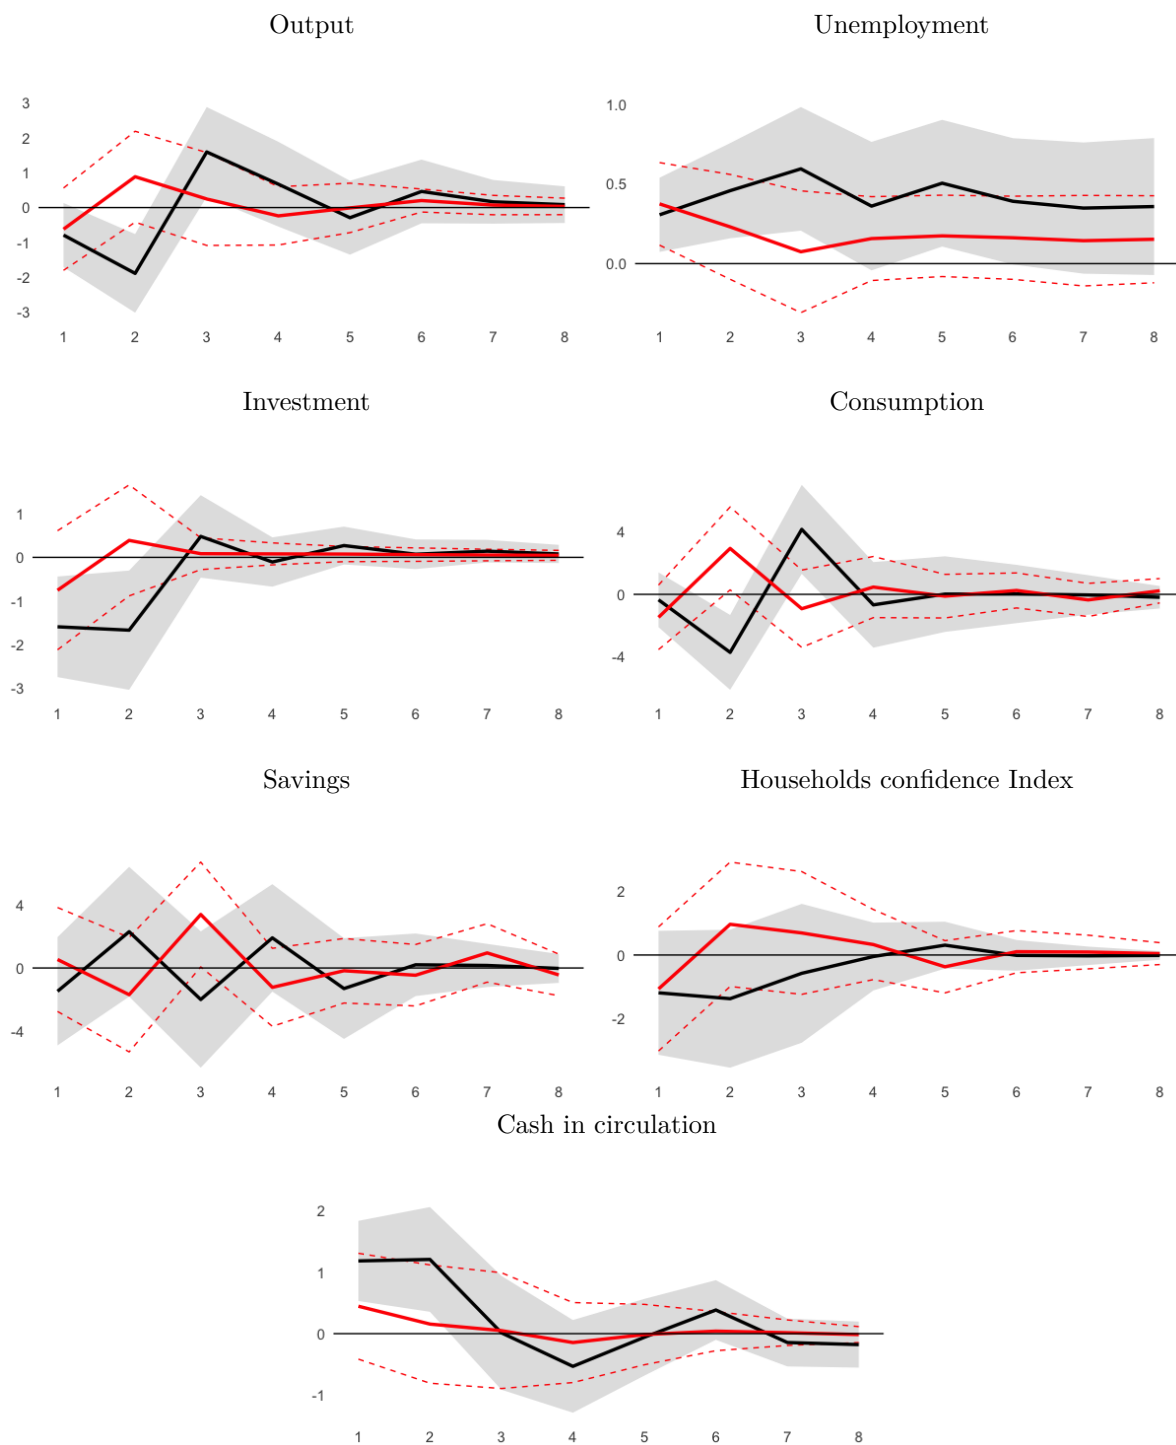 Output
Unemployment
3
2
1
0
-1
-2
-3
1 2 3 4 5 6 7 8
1.0
0.5
0.0
1 2 3 4 5 6 7 8
Investment
Consumption
1
0
-1
-2
-3
1 2 3 4 5 6 7 8
4
0
-4
1 2 3 4 5 6 7 8
Savings
Households confidence Index
4
0
-4
1 2 3 4 5 6 7 8
2
0
-2
1 2 3 4 5 6 7 8
Cash in circulation
2
1
0
-1
1 2 3 4 5 6 7 8